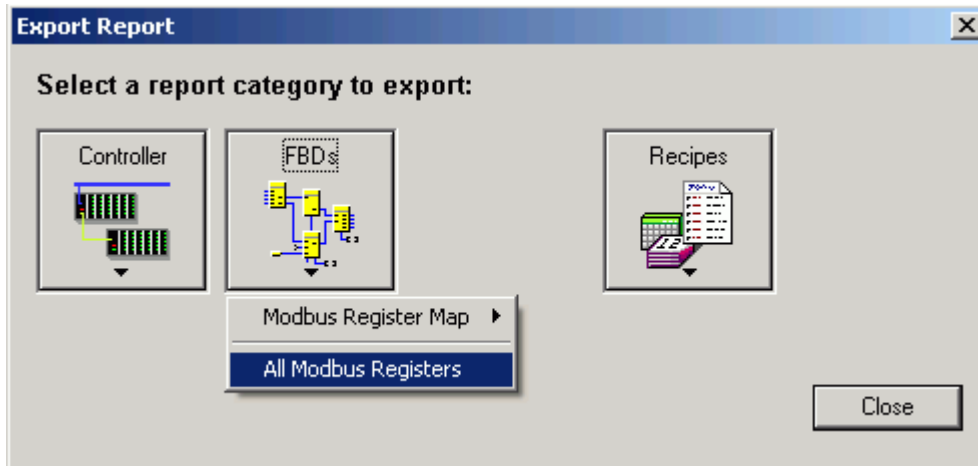 Export Report
Select a report category to export:
Controller
FBDs
Recipes
Modbus Register Map
All Modbus Registers
Close